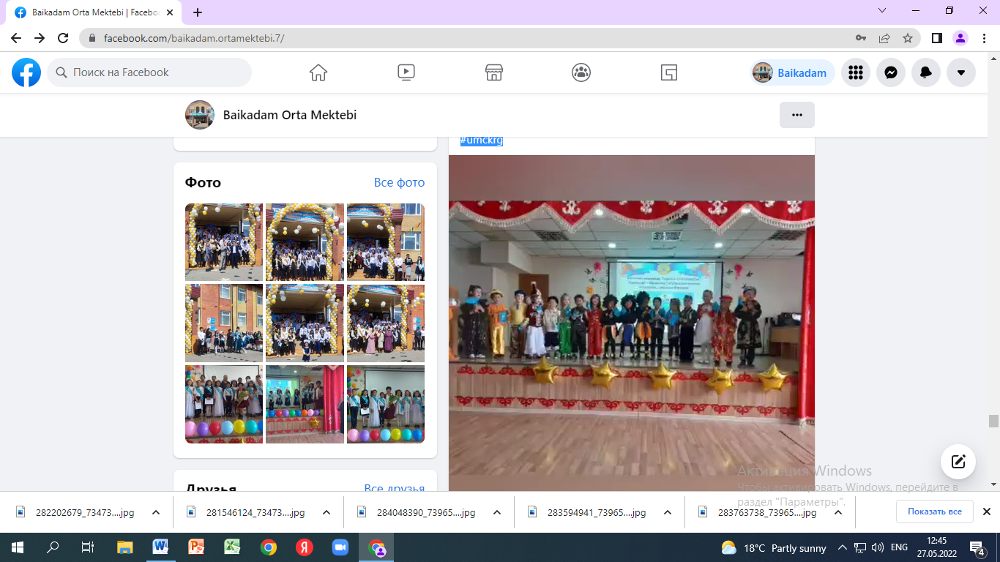 Baikadam Orta Mektebi | Facebo
facebook.com/baikadam.ortamektebi.7/
Поиск на Facebook
Baikadam
Baikadam Orta Mektebi
#umckrg
Фото
Все фото
Друзья
Все друзья
Активация Windows
Чтобы активировать Windows, перейдите в
раздел "Параметры".
282202679_73473....jpg
281546124_73473....jpg
284048390_73965....jpg
283594941_73965....jpg
283763738_73965....jpg
Показать все
18°C Partly sunny
ENG
12:45
27.05.2022
4